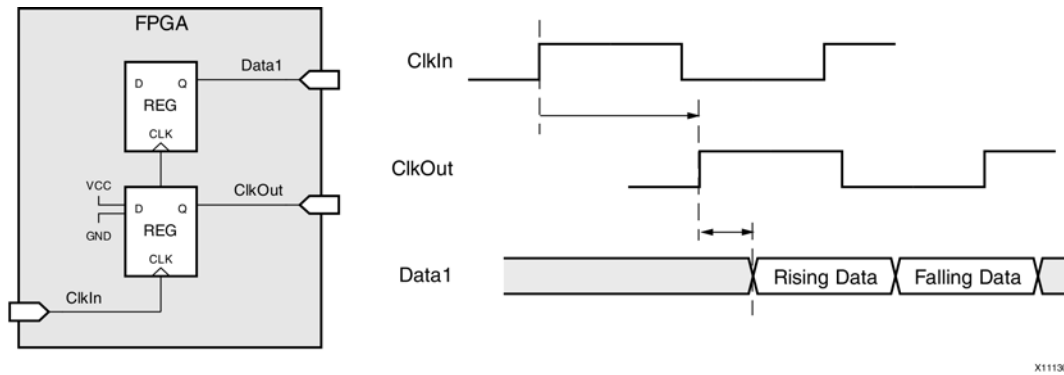 FPGA
Data1
D Q
REG
CLK
VCC
ClkOut
D Q
GND
REG
CLK
ClkIn
ClkIn
ClkOut
Data1
Rising Data
Falling Data